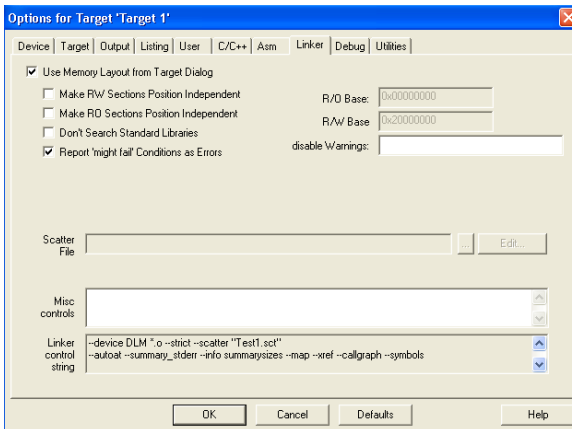 Options for Target 'Target 1'
Device Target Output Listing User C/C++ Asm Linker Debug Utilities
Use Memory Layout from Target Dialog
Make RW Sections Position Independent
R/O Base: 0x00000000
Make RO Sections Position Independent
R/W Base 0x20000000
Don't Search Standard Libraries
disable Warnings:
Report 'might fail' Conditions as Errors
Scatter
File
... Edit...
Misc
controls
Linker
control
string
--device DLM *.o --strict --scatter "Test1.sct"
--autoat --summary_stderr --info summarysizes --map --xref --callgraph --symbols
OK Cancel Defaults Help